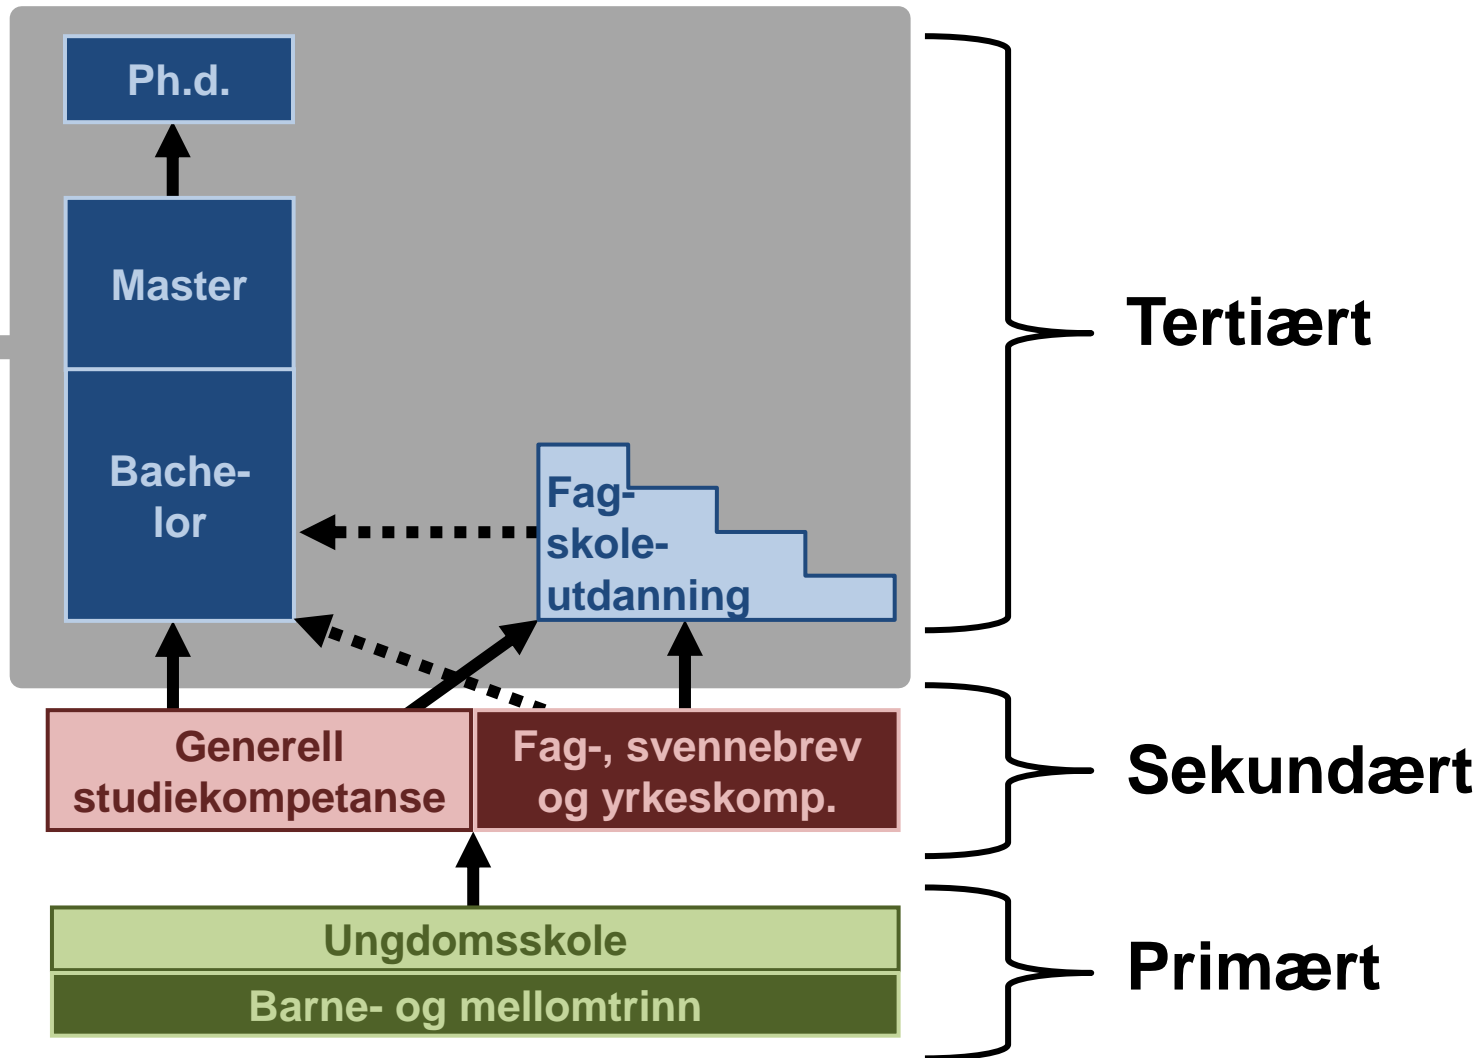 Ph.d.
Master
Tertiært
Bache-
lor
Fag-
skole-
utdanning
Generell
studiekompetanse
Fag-, svennebrev
og yrkeskomp.
Sekundært
Ungdomsskole
Barne- og mellomtrinn
Primært